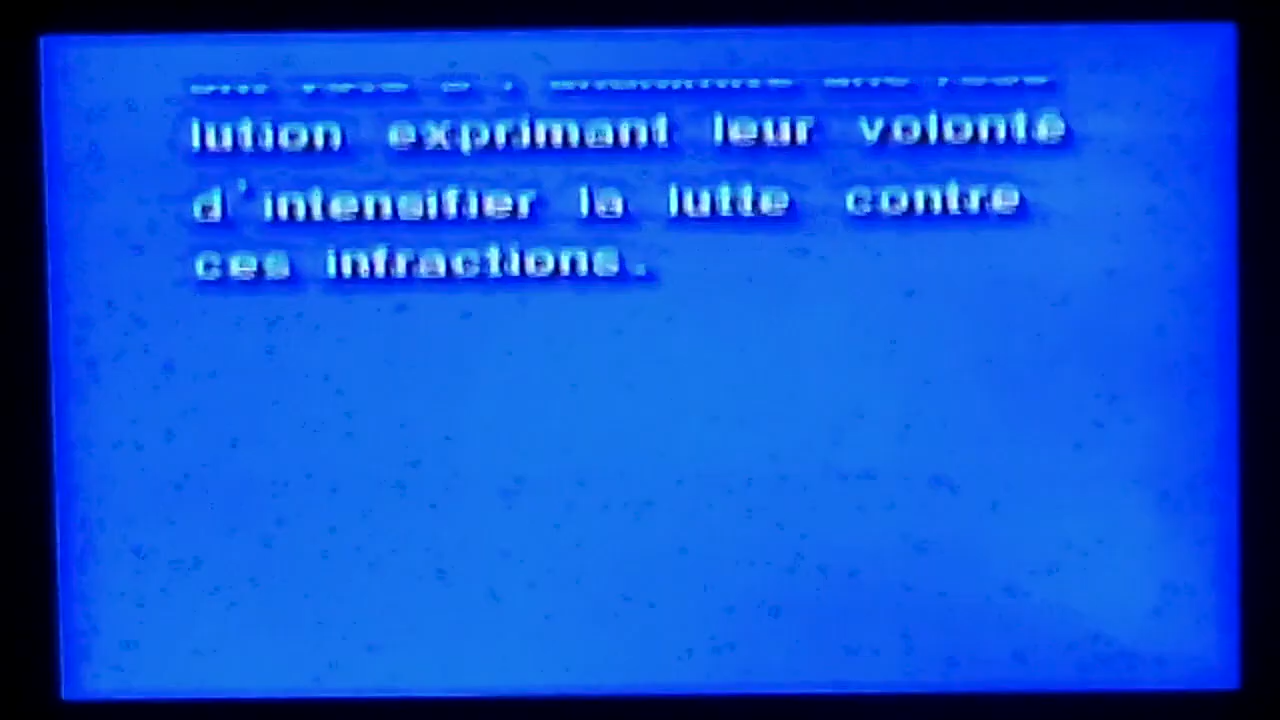 lution exprimant leur volonté
d'intensifier la lutte contre
ces infractions.